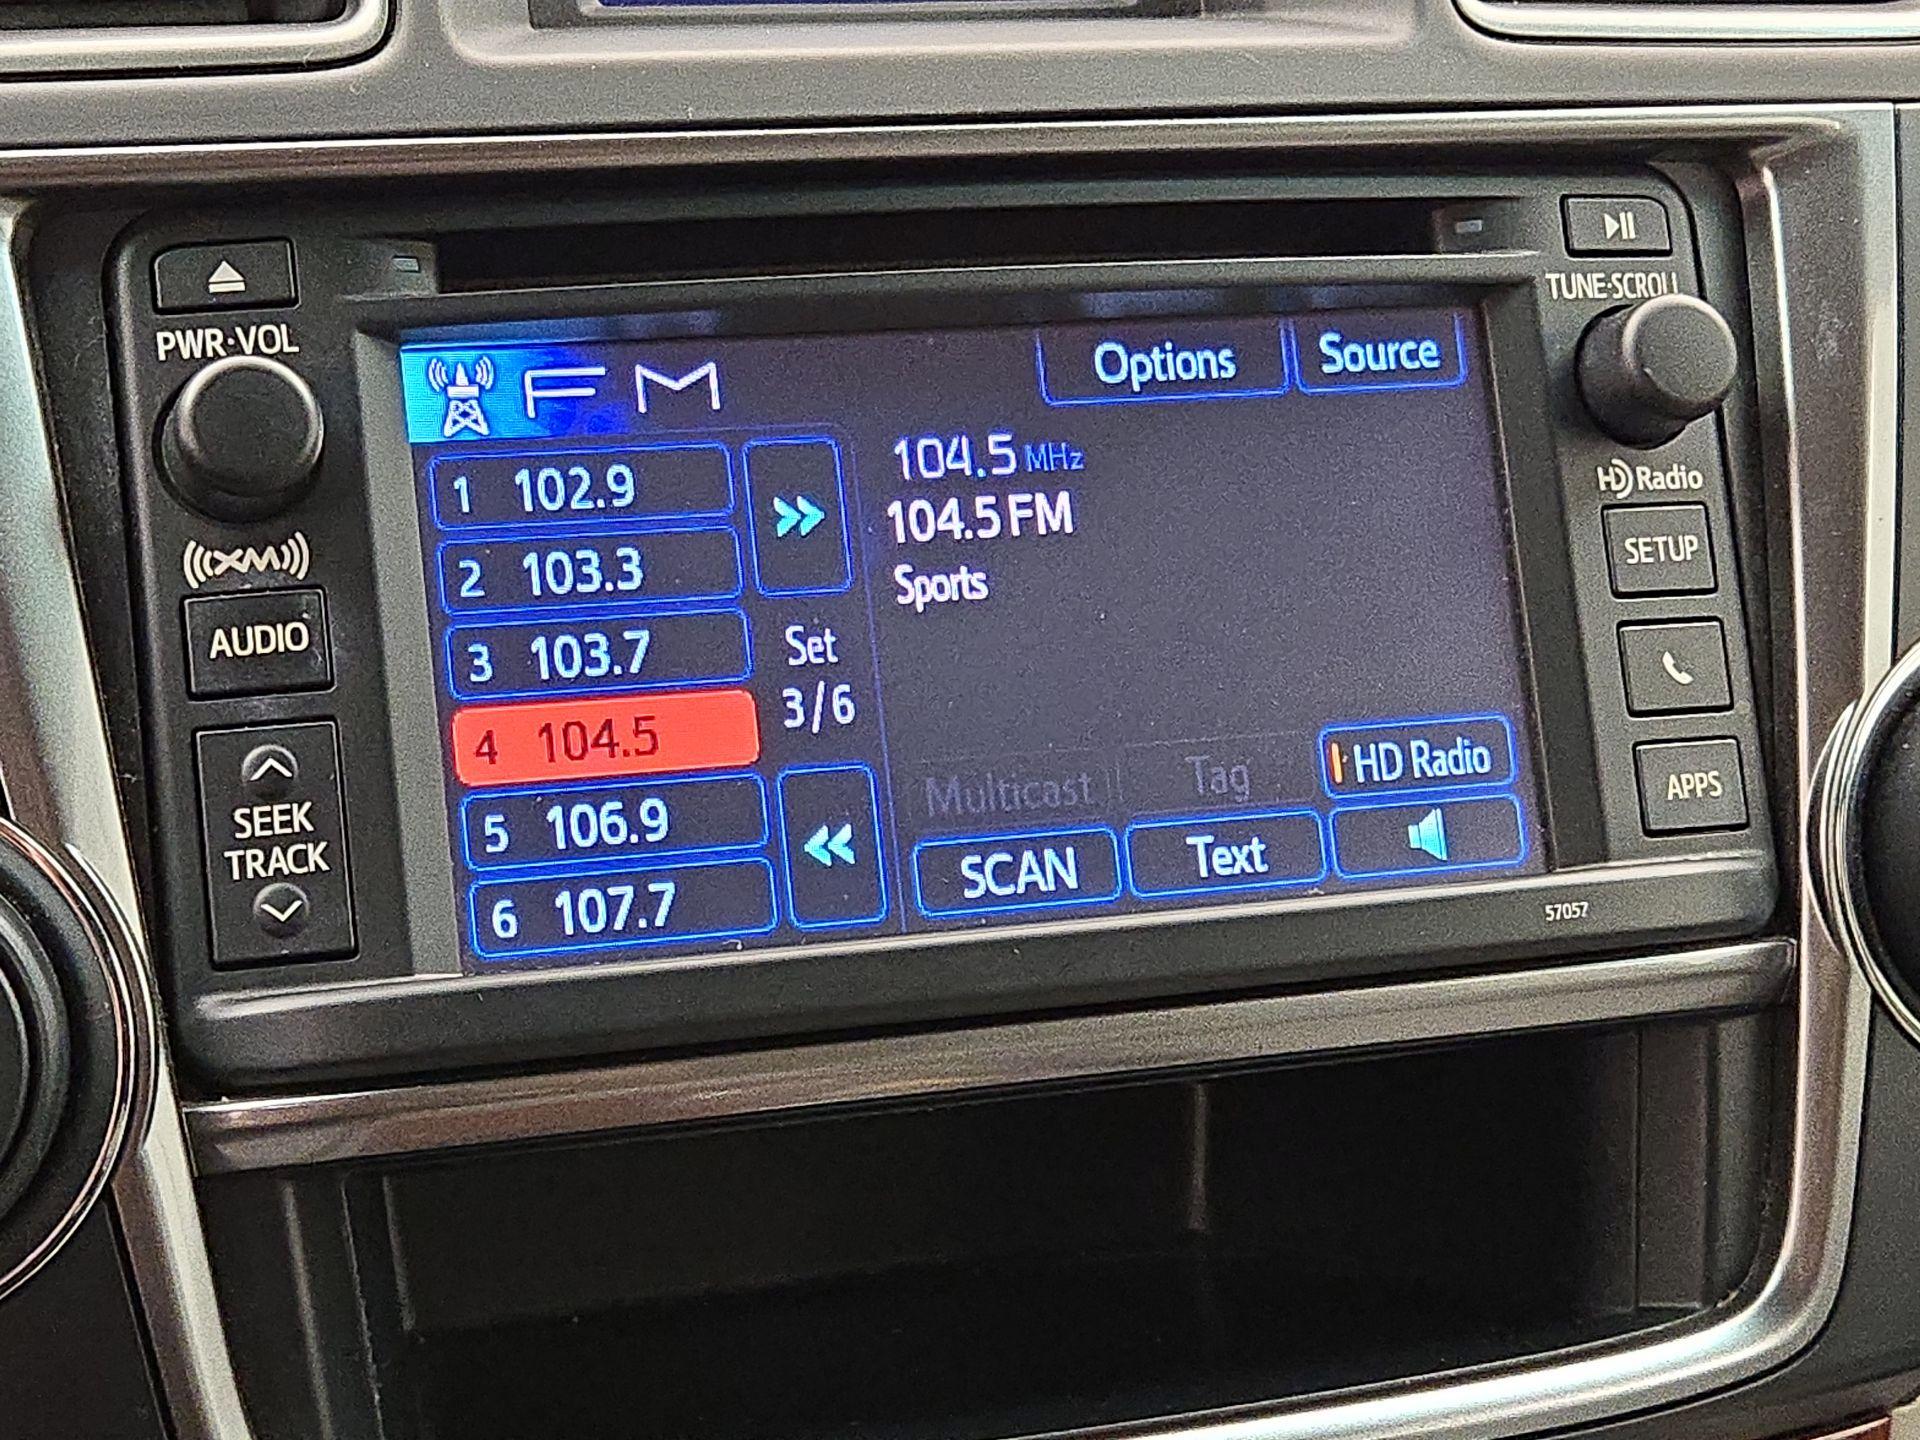 PWR·VOL
((XM))
AUDIO
SEEK
TRACK
FM
Options
Source
1 102.9
2 103.3
3 103.7
4 104.5
5 106.9
6 107.7
Set
3/6
104.5 MHz
104.5 FM
Sports
Multicast
Tag
HD Radio
SCAN
Text
TUNE·SCROLL
HD Radio
SETUP
APPS
57057